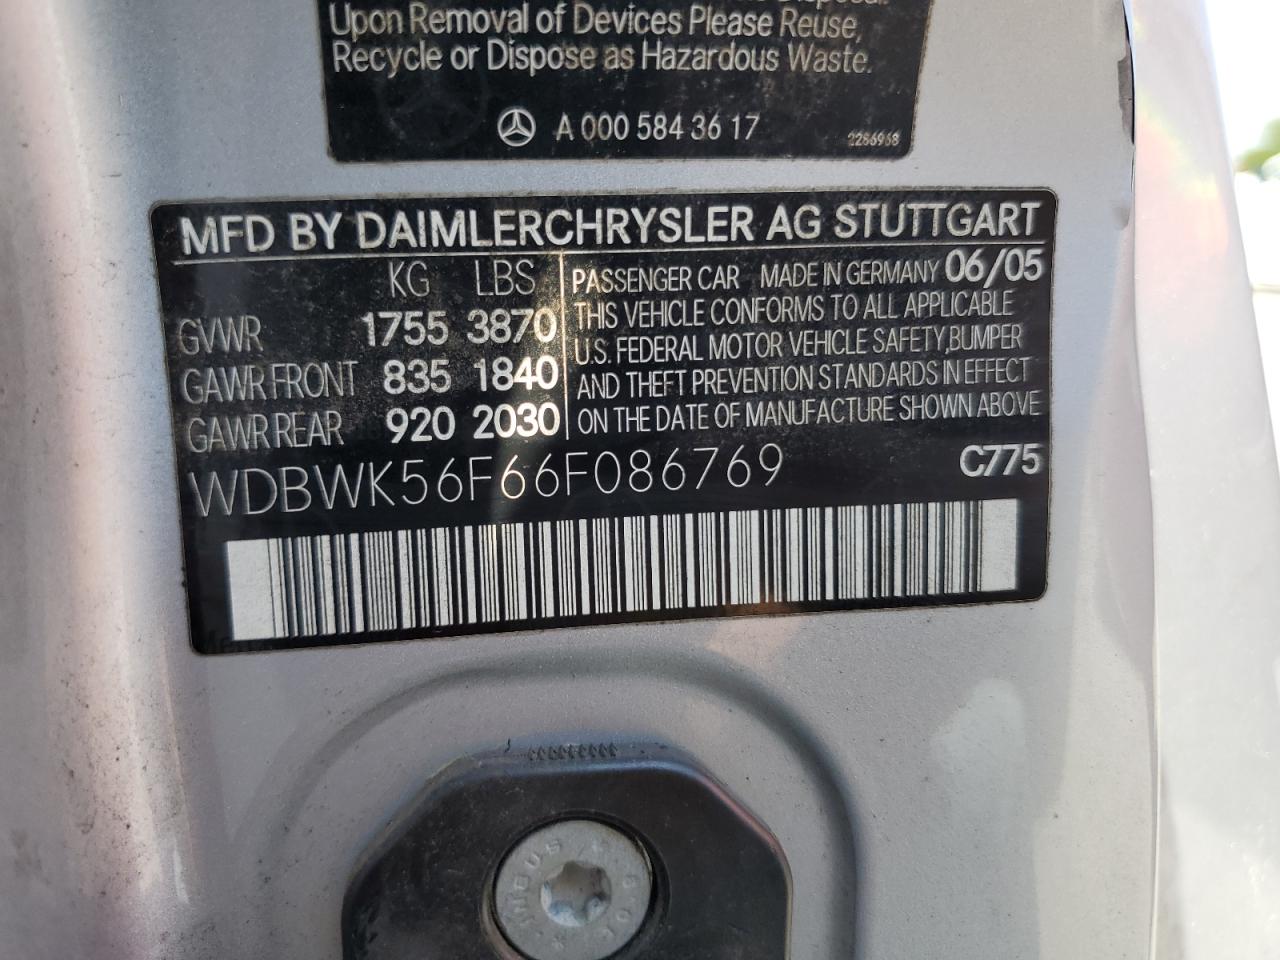 Upon Removal of Devices Please Reuse,
Recycle or Dispose as Hazardous Waste.
A 000 584 36 17
2286968
MFD BY DAIMLERCHRYSLER AG STUTTGART
KG LBS
GVWR 1755 3870
GAWR FRONT 835 1840
GAWR REAR 920 2030
PASSENGER CAR MADE IN GERMANY 06/05
THIS VEHICLE CONFORMS TO ALL APPLICABLE
U.S. FEDERAL MOTOR VEHICLE SAFETY, BUMPER
AND THEFT PREVENTION STANDARDS IN EFFECT
ON THE DATE OF MANUFACTURE SHOWN ABOVE
WDBWK56F66F086769 C775